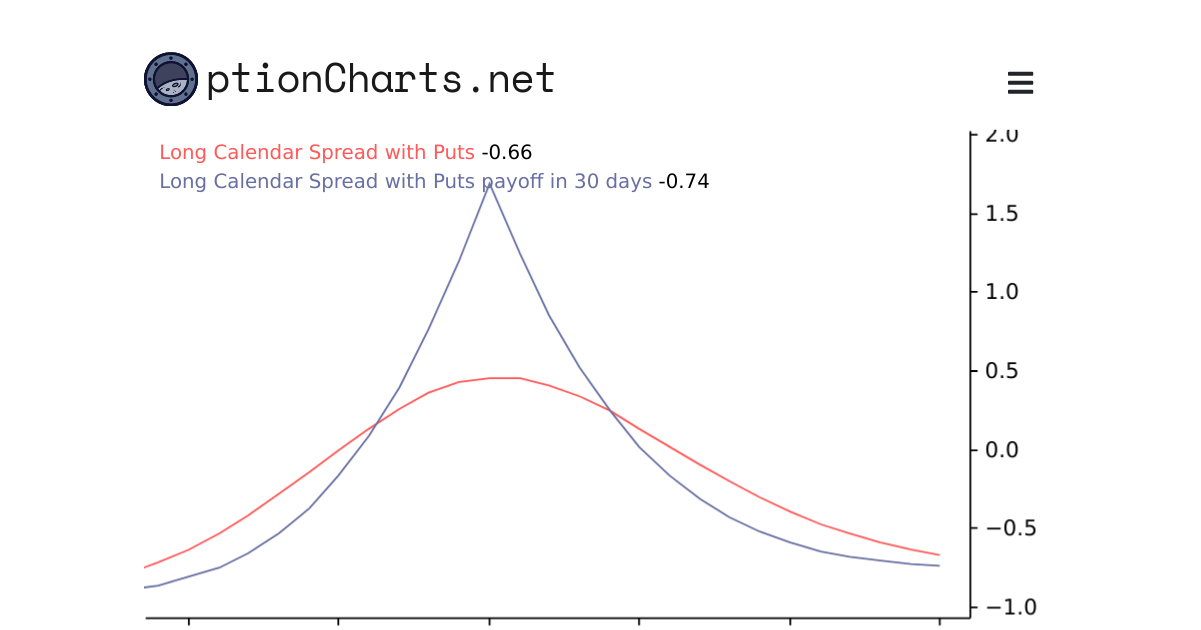 ptionCharts.net
Long Calendar Spread with Puts -0.66
Long Calendar Spread with Puts payoff in 30 days -0.74
2.0
1.5
1.0
0.5
0.0
−0.5
−1.0